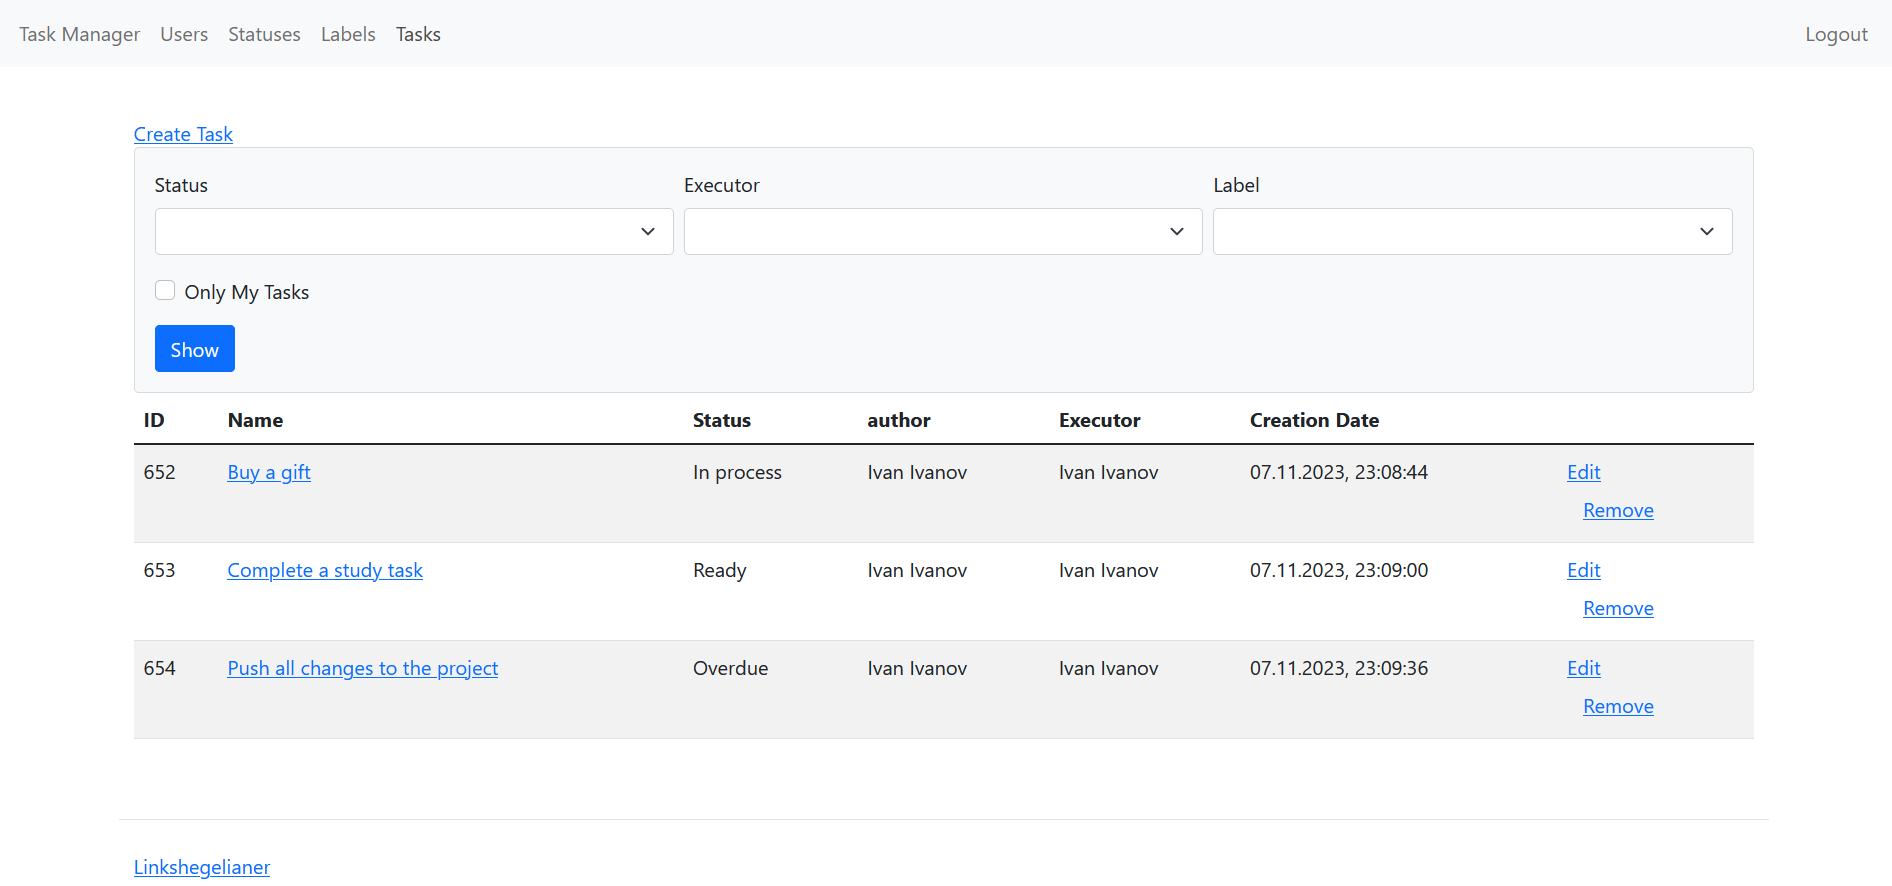 Task Manager Users Statuses Labels Tasks Logout
Create Task
Status Executor Label
Only My Tasks
Show
ID Name Status author Executor Creation Date
652 Buy a gift In process Ivan Ivanov Ivan Ivanov 07.11.2023, 23:08:44 Edit
Remove
653 Complete a study task Ready Ivan Ivanov Ivan Ivanov 07.11.2023, 23:09:00 Edit
Remove
654 Push all changes to the project Overdue Ivan Ivanov Ivan Ivanov 07.11.2023, 23:09:36 Edit
Remove
Linkshegelianer